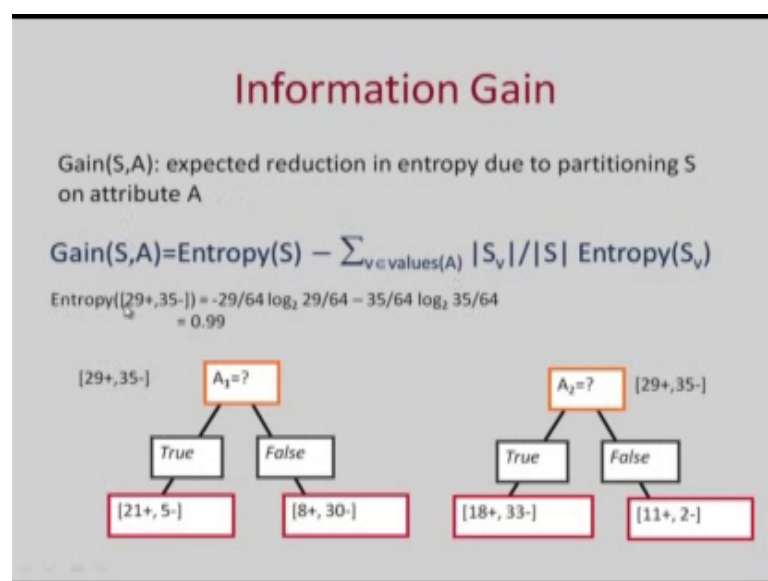 Information Gain
Gain(S,A): expected reduction in entropy due to partitioning S
on attribute A
Gain(S,A)=Entropy(S) − ∑v∈values(A) |Sv|/|S| Entropy(Sv)
Entropy([29+,35-]) = -29/64 log₂ 29/64 – 35/64 log₂ 35/64
= 0.99
[29+,35-] A₁=? A₂=? [29+,35-]
True False True False
[21+, 5-] [8+, 30-] [18+, 33-] [11+, 2-]